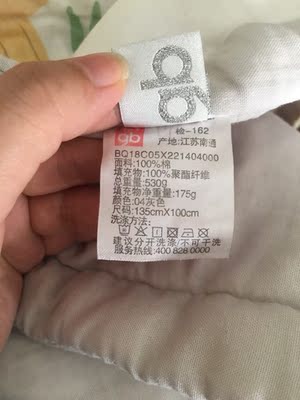 gb
gb
检-162
产地:江苏南通
BQ18C05X221404000
面料:100%棉
填充物:100%聚酯纤维
总重量:530g
填充物净重量:175g
颜色:04灰色
尺码:135cmX100cm
洗涤方法:
建议分开洗涤/不可干洗
服务热线:400 828 0000